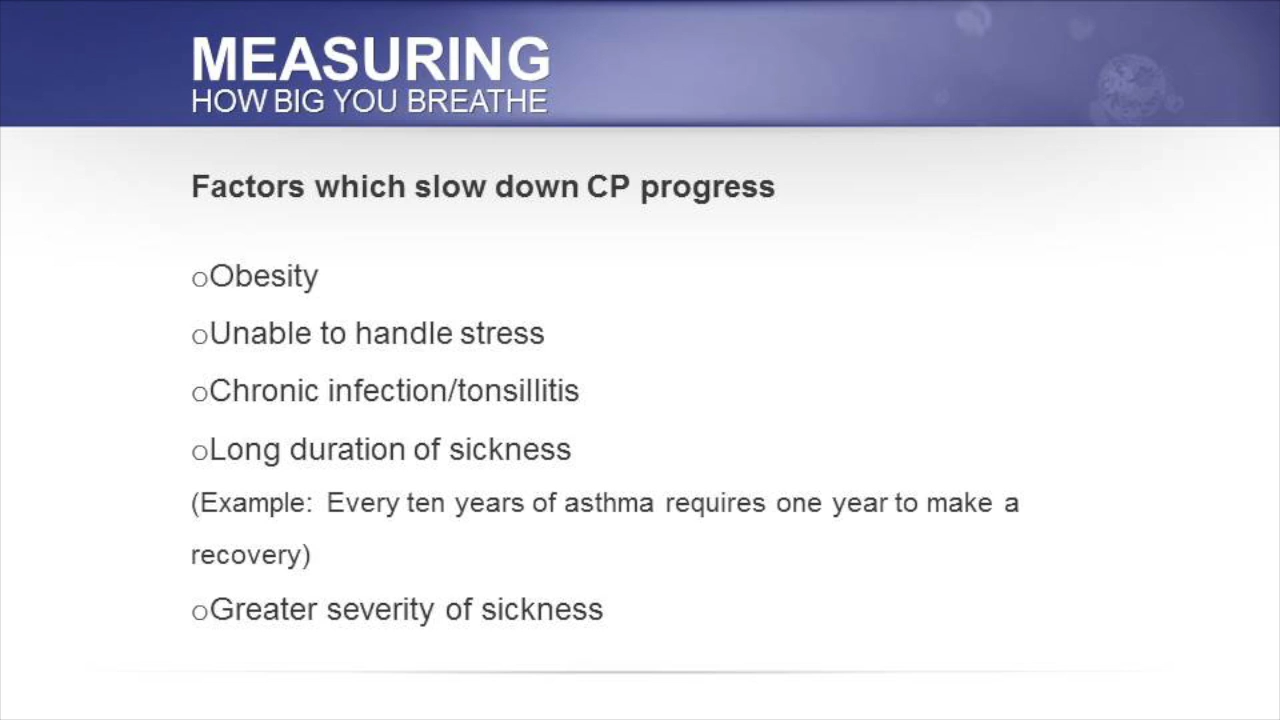 MEASURING
HOW BIG YOU BREATHE
Factors which slow down CP progress
oObesity
oUnable to handle stress
oChronic infection/tonsillitis
oLong duration of sickness
(Example: Every ten years of asthma requires one year to make a
recovery)
oGreater severity of sickness